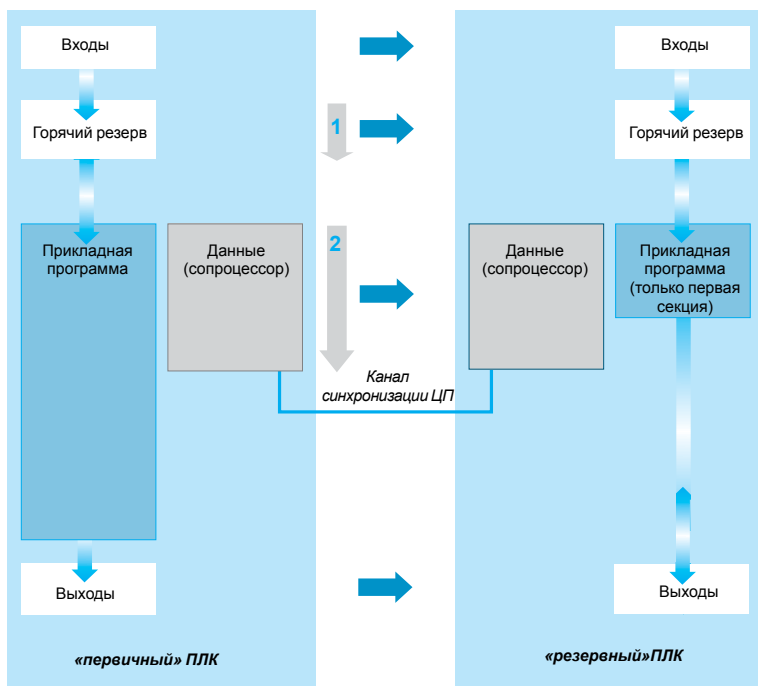 Входы
Горячий резерв
Прикладная
программа
Данные
(сопроцессор)
Выходы
«первичный» ПЛК
1
2
Канал
синхронизации ЦП
Входы
Горячий резерв
Данные
(сопроцессор)
Прикладная
программа
(только первая
секция)
Выходы
«резервный»ПЛК